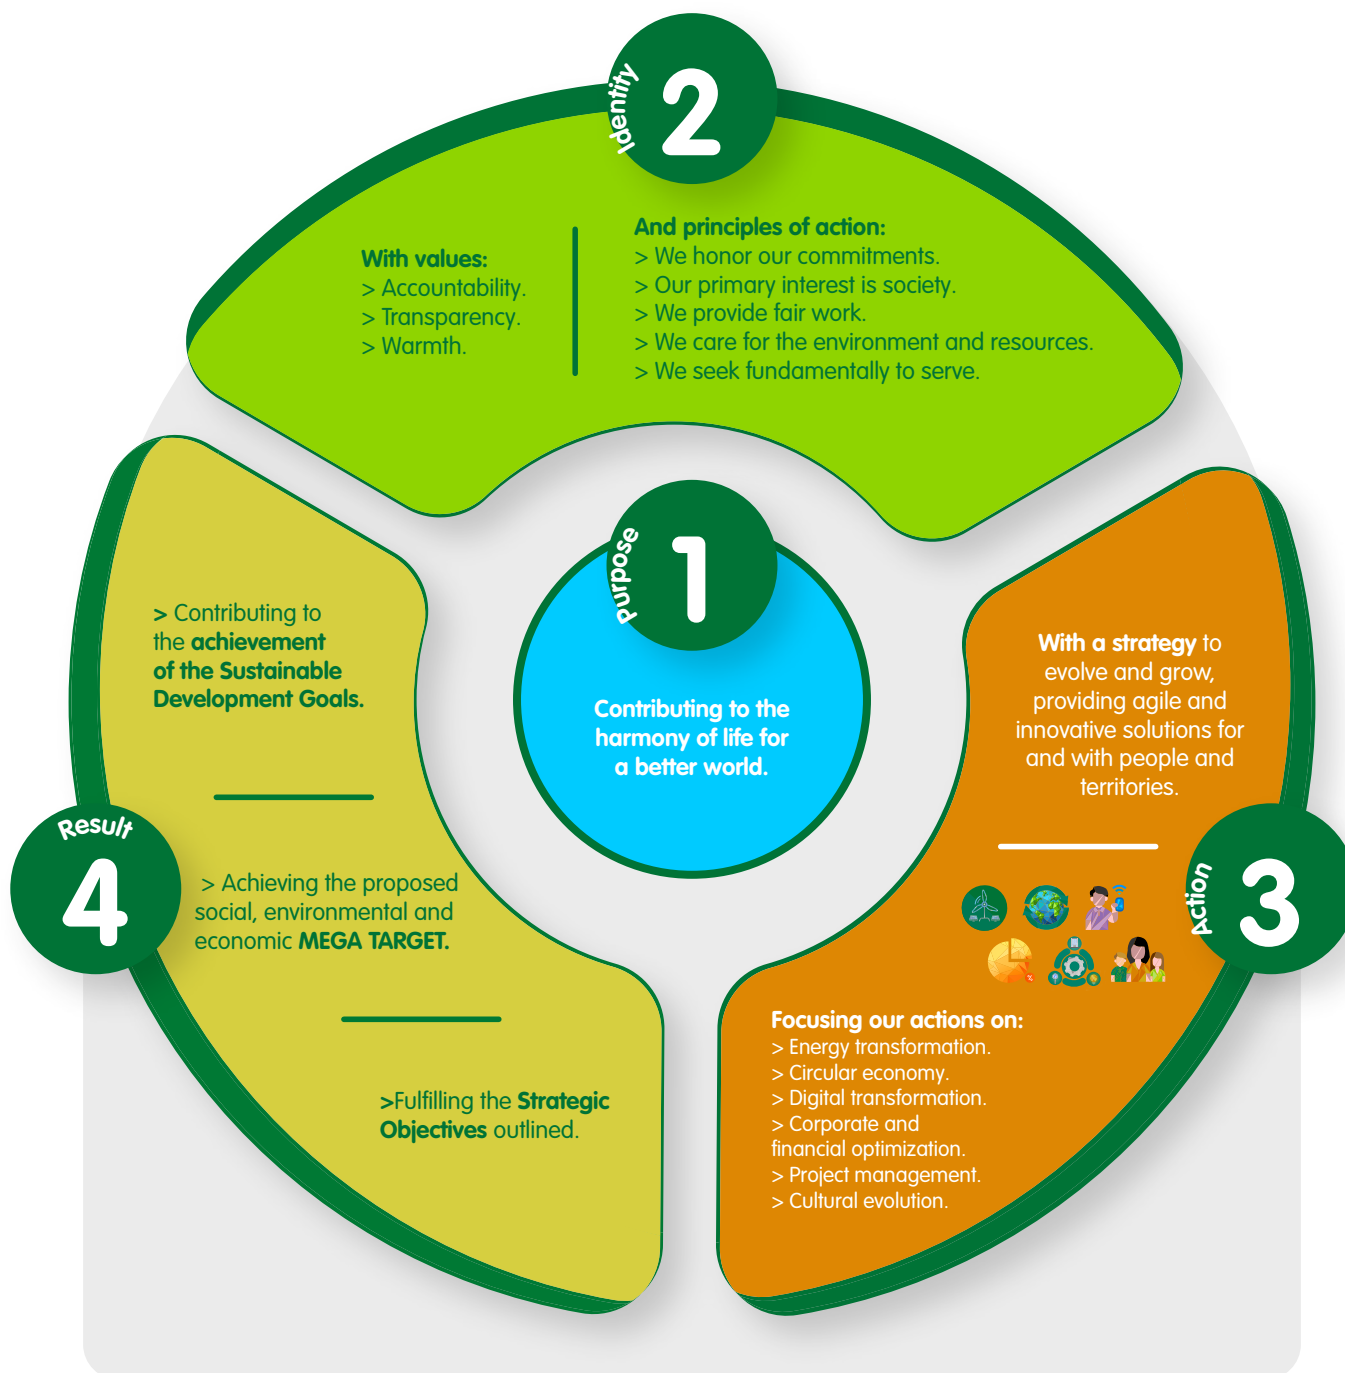 Purpose
1
Contributing to the
harmony of life for
a better world.
Identity
2
With values:
> Accountability.
> Transparency.
> Warmth.
And principles of action:
> We honor our commitments.
> Our primary interest is society.
> We provide fair work.
> We care for the environment and resources.
> We seek fundamentally to serve.
Action
3
With a strategy to
evolve and grow,
providing agile and
innovative solutions for
and with people and
territories.
%
Focusing our actions on:
> Energy transformation.
> Circular economy.
> Digital transformation.
> Corporate and
financial optimization.
> Project management.
> Cultural evolution.
Result
4
> Contributing to
the achievement
of the Sustainable
Development Goals.
> Achieving the proposed
social, environmental and
economic MEGA TARGET.
>Fulfilling the Strategic
Objectives outlined.